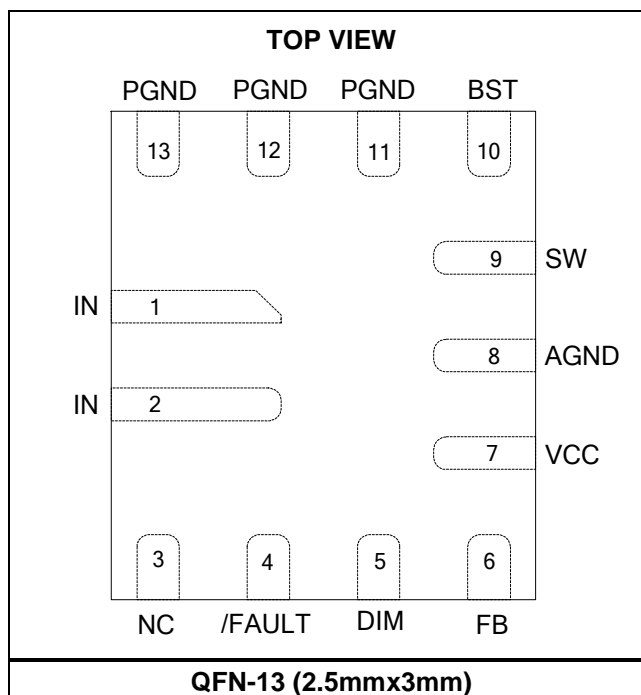 TOP VIEW
PGND PGND PGND BST
13 12 11 10
9 SW
IN 1
8 AGND
IN 2
7 VCC
3 4 5 6
NC /FAULT DIM FB
QFN-13 (2.5mmx3mm)